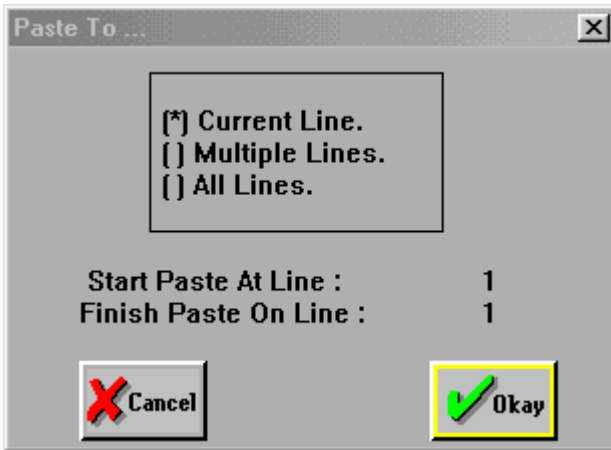 Paste To ...
(*) Current Line.
( ) Multiple Lines.
( ) All Lines.
Start Paste At Line : 1
Finish Paste On Line : 1
Cancel
Okay